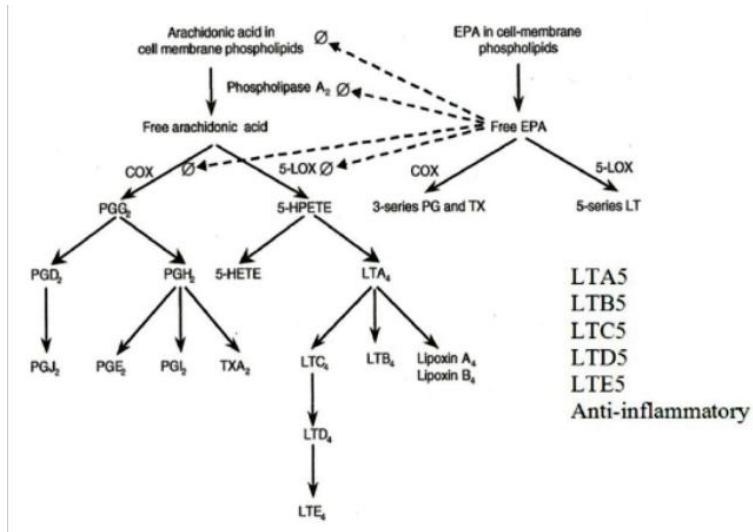 Arachidonic acid in
cell membrane phospholipids Ø
EPA in cell-membrane
phospholipids
Phospholipase A₂ Ø
Free arachidonic acid
Free EPA
COX Ø
5-LOX Ø
COX
5-LOX
PGG₂
5-HPETE
3-series PG and TX
5-series LT
PGD₂
PGH₂
5-HETE
LTA₄
PGJ₂
PGE₂
PGI₂
TXA₂
LTC₄
LTB₄
Lipoxin A₄
Lipoxin B₄
LTD₄
LTE₄
LTA5
LTB5
LTC5
LTD5
LTE5
Anti-inflammatory